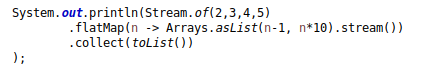 System.out.println(Stream.of(2,3,4,5)
.flatMap(n -> Arrays.asList(n-1, n*10).stream())
.collect(toList())
);